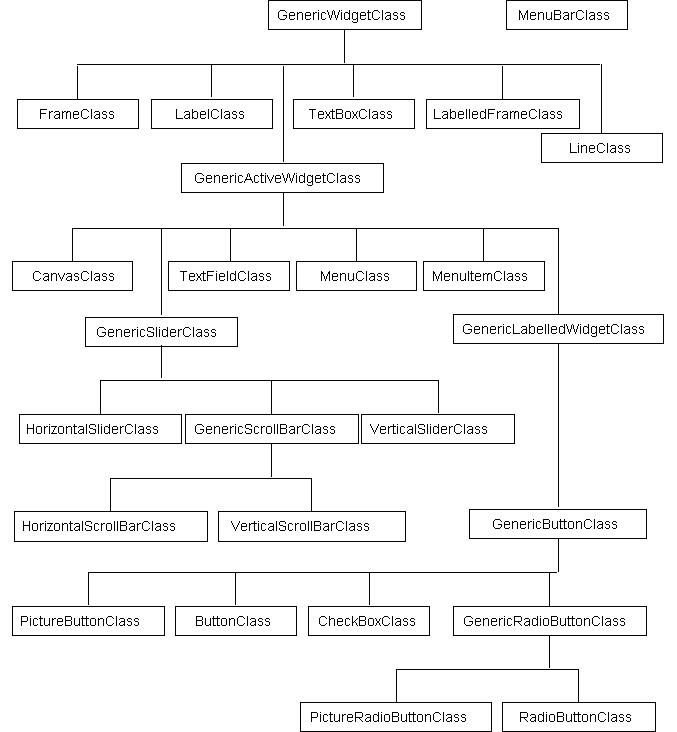 GenericWidgetClass
MenuBarClass
FrameClass
LabelClass
TextBoxClass
LabelledFrameClass
LineClass
GenericActiveWidgetClass
CanvasClass
TextFieldClass
MenuClass
MenuItemClass
GenericSliderClass
GenericLabelledWidgetClass
HorizontalSliderClass
GenericScrollBarClass
VerticalSliderClass
HorizontalScrollBarClass
VerticalScrollBarClass
GenericButtonClass
PictureButtonClass
ButtonClass
CheckBoxClass
GenericRadioButtonClass
PictureRadioButtonClass
RadioButtonClass